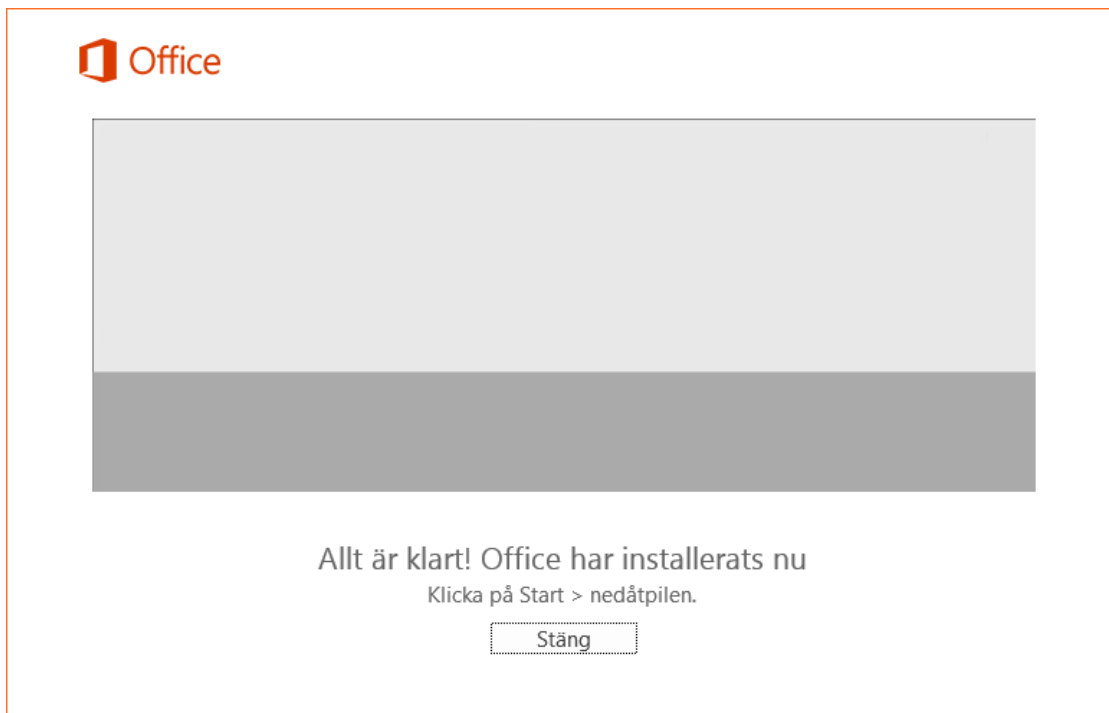 Office
Allt är klart! Office har installerats nu
Klicka på Start > nedåtpilen.
Stäng